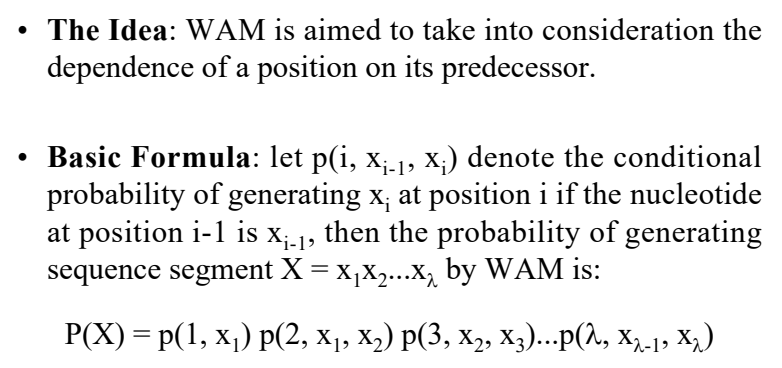 • The Idea: WAM is aimed to take into consideration the
dependence of a position on its predecessor.
• Basic Formula: let p(i, xᵢ₋₁, xᵢ) denote the conditional
probability of generating xᵢ at position i if the nucleotide
at position i-1 is xᵢ₋₁, then the probability of generating
sequence segment X = x₁x₂...x_λ by WAM is:
P(X) = p(1, x₁) p(2, x₁, x₂) p(3, x₂, x₃)...p(λ, x_λ₋₁, x_λ)